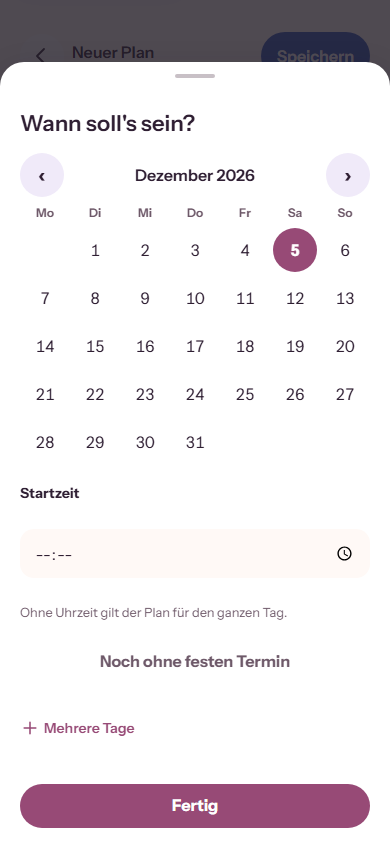 Neuer Plan
Speichern
Wann soll's sein?
‹ Dezember 2026 ›
Mo Di Mi Do Fr Sa So
1 2 3 4 5 6
7 8 9 10 11 12 13
14 15 16 17 18 19 20
21 22 23 24 25 26 27
28 29 30 31
Startzeit
--:--
Ohne Uhrzeit gilt der Plan für den ganzen Tag.
Noch ohne festen Termin
+ Mehrere Tage
Fertig